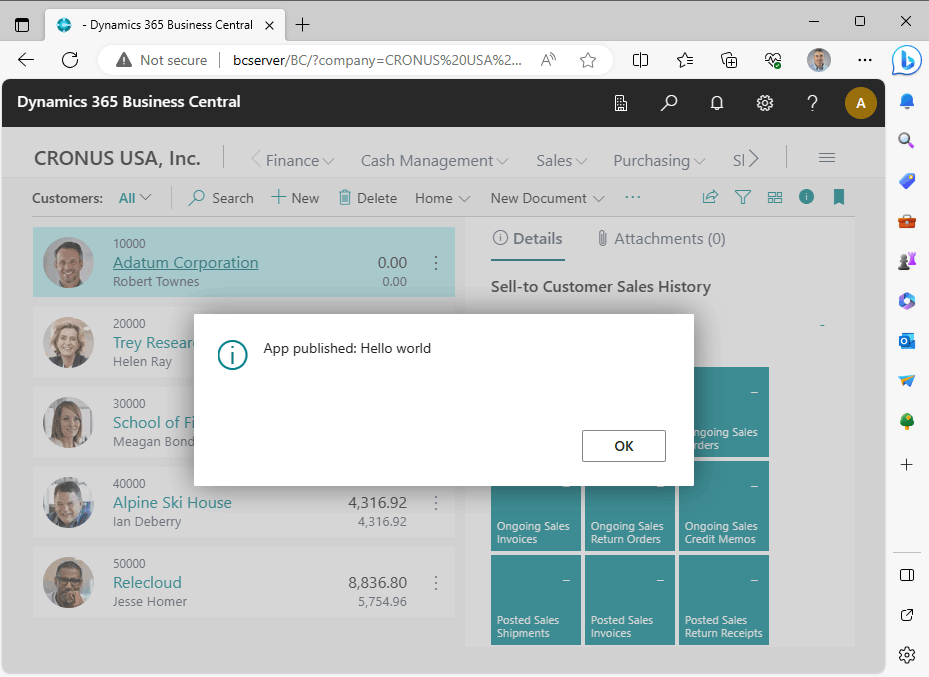 - Dynamics 365 Business Central
Not secure
bcserver/BC/?company=CRONUS%20USA%2...
Dynamics 365 Business Central
A
CRONUS USA, Inc.
Finance
Cash Management
Sales
Purchasing
Sl
Customers: All
Search
New
Delete
Home
New Document
10000
Adatum Corporation 0.00
Robert Townes 0.00
20000
Trey Resear
Helen Ray
30000
School of Fi
Meagan Bond
40000
Alpine Ski House 4,316.92
Ian Deberry 4,316.92
50000
Relecloud 8,836.80
Jesse Homer 5,754.96
Details
Attachments (0)
Sell-to Customer Sales History
App published: Hello world
OK
ngoing Sales
rders
Ongoing Sales
Invoices
Ongoing Sales
Return Orders
Ongoing Sales
Credit Memos
Posted Sales
Shipments
Posted Sales
Invoices
Posted Sales
Return Receipts